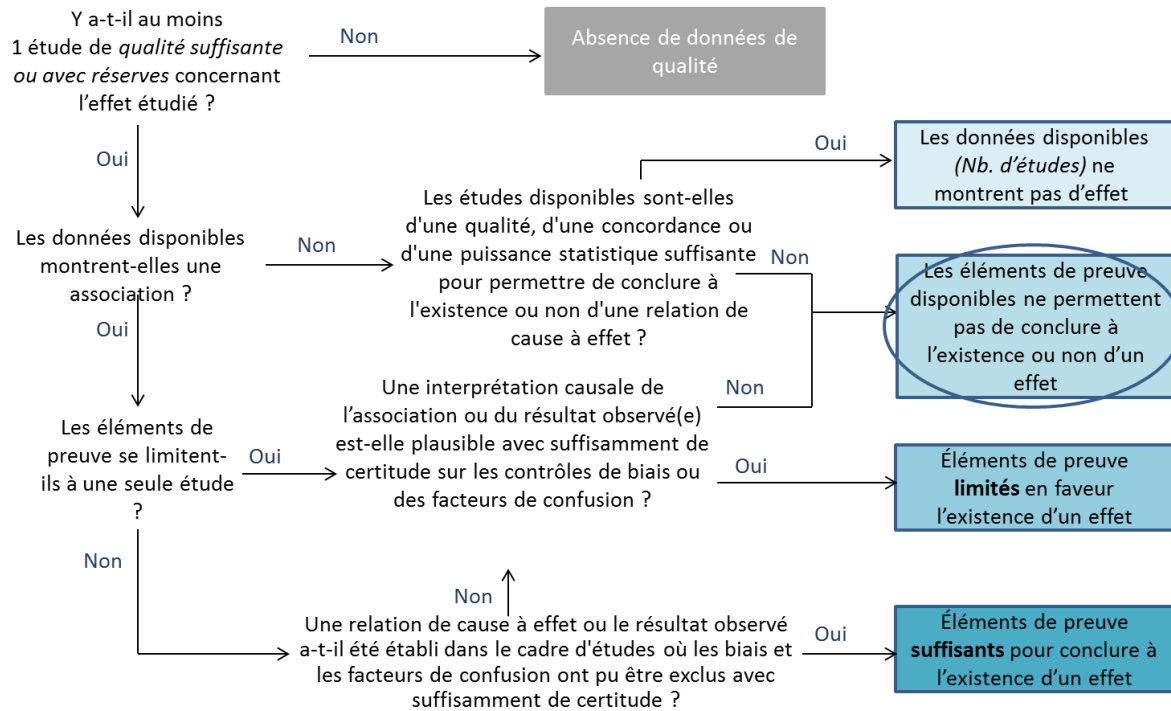 Y a-t-il au moins
1 étude de qualité suffisante
ou avec réserves concernant
l'effet étudié ?
Non
Absence de données de
qualité
Oui
Oui
Les données disponibles
(Nb. d'études) ne
montrent pas d'effet
Les données disponibles
montrent-elles une
association ?
Non
Les études disponibles sont-elles
d'une qualité, d'une concordance ou
d'une puissance statistique suffisante
pour permettre de conclure à
l'existence ou non d'une relation de
cause à effet ?
Non
Les éléments de preuve
disponibles ne permettent
pas de conclure à
l'existence ou non d'un
effet
Oui
Les éléments de
preuve se limitent-
ils à une seule étude
?
Oui
Une interprétation causale de
l'association ou du résultat observé(e)
est-elle plausible avec suffisamment de
certitude sur les contrôles de biais ou
des facteurs de confusion ?
Non
Oui
Éléments de preuve
limités en faveur
l'existence d'un effet
Non
Non
Une relation de cause à effet ou le résultat observé
a-t-il été établi dans le cadre d'études où les biais et
les facteurs de confusion ont pu être exclus avec
suffisamment de certitude ?
Oui
Éléments de preuve
suffisants pour conclure à
l'existence d'un effet